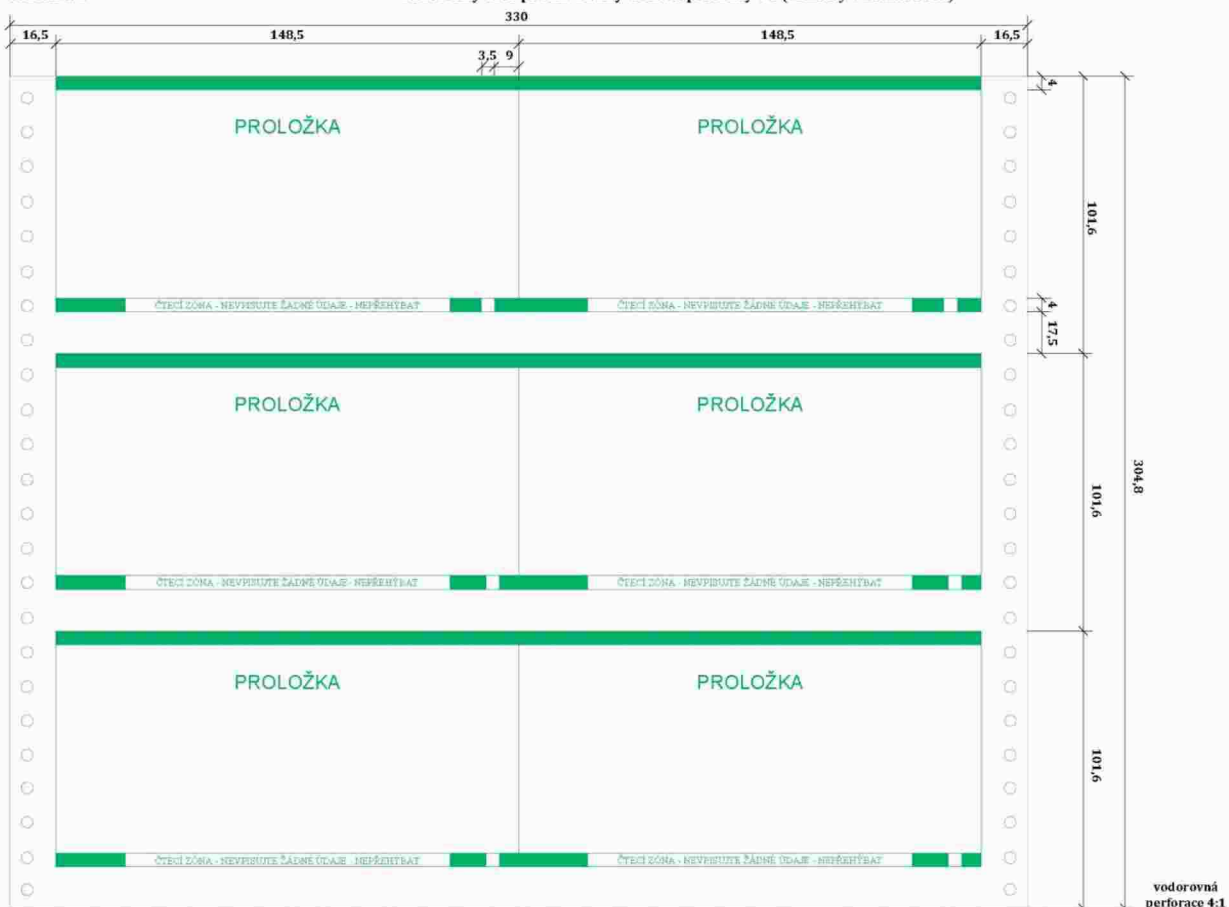 330
16,5 148,5 148,5 16,5
3,5 9
4
PROLOŽKA PROLOŽKA
101,6
ČTECÍ ZÓNA - NEVPISUJTE ŽÁDNÉ ÚDAJE - NEPŘEHÝBAT ČTECÍ ZÓNA - NEVPISUJTE ŽÁDNÉ ÚDAJE - NEPŘEHÝBAT
4
17,5
PROLOŽKA PROLOŽKA
304,8
101,6
ČTECÍ ZÓNA - NEVPISUJTE ŽÁDNÉ ÚDAJE - NEPŘEHÝBAT ČTECÍ ZÓNA - NEVPISUJTE ŽÁDNÉ ÚDAJE - NEPŘEHÝBAT
PROLOŽKA PROLOŽKA
101,6
ČTECÍ ZÓNA - NEVPISUJTE ŽÁDNÉ ÚDAJE - NEPŘEHÝBAT ČTECÍ ZÓNA - NEVPISUJTE ŽÁDNÉ ÚDAJE - NEPŘEHÝBAT
vodorovná
perforace 4:1